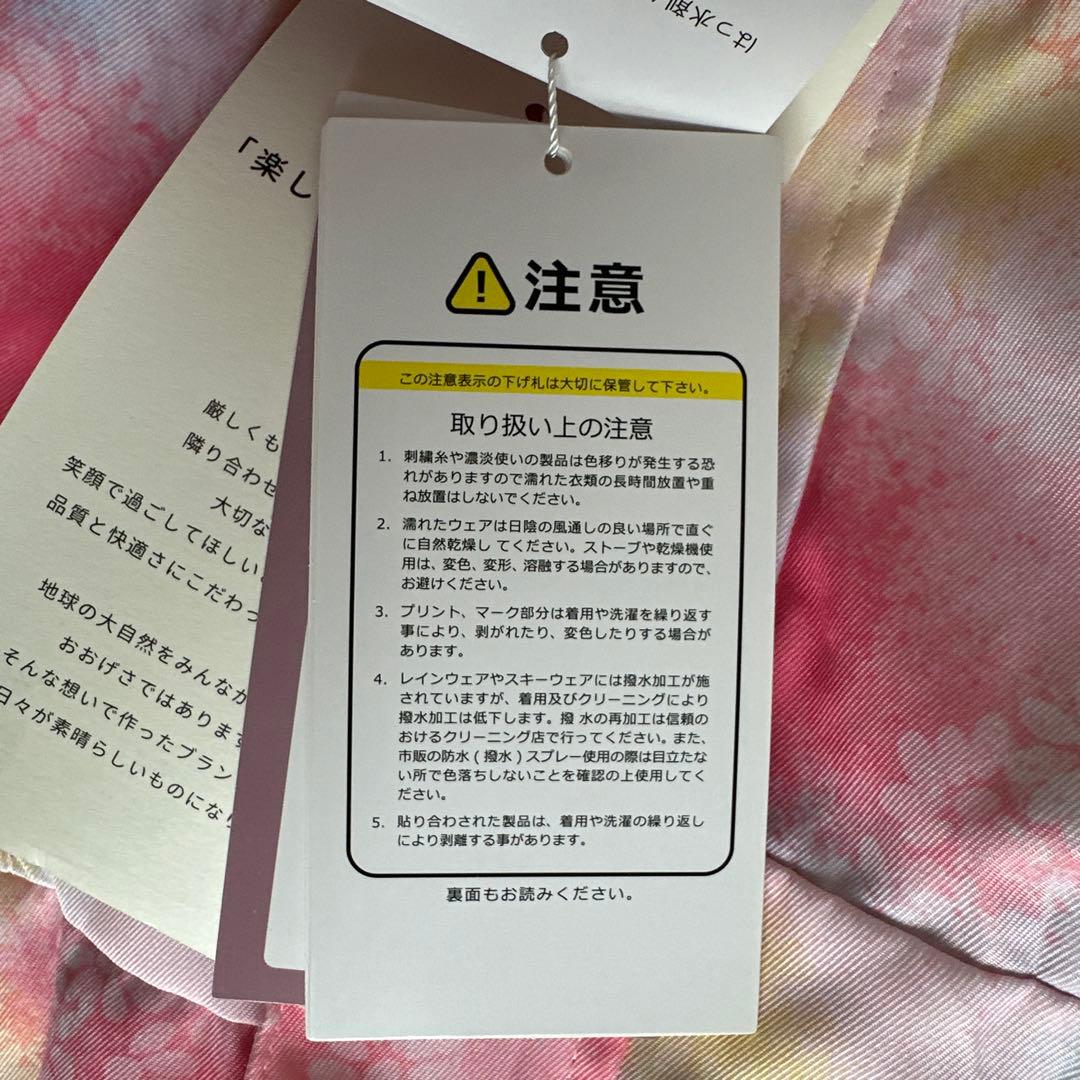 はっ水剤
「楽し
厳しくも
隣り合わせ
大切な
笑顔で過ごしてほしい
品質と快適さにこだわっ
地球の大自然をみんなが
おおげさではあります
そんな想いで作ったブラン
日々が素晴らしいものになり
注意
この注意表示の下げ札は大切に保管して下さい。
取り扱い上の注意
1. 刺繍糸や濃淡使いの製品は色移りが発生する恐
れがありますので濡れた衣類の長時間放置や重
ね放置はしないでください。
2. 濡れたウェアは日陰の風通しの良い場所で直ぐ
に自然乾燥し てください。ストーブや乾燥機使
用は、変色、変形、溶融する場合がありますので、
お避けください。
3. プリント、マーク部分は着用や洗濯を繰り返す
事により、剥がれたり、変色したりする場合が
あります。
4. レインウェアやスキーウェアには撥水加工が施
されていますが、着用及びクリーニングにより
撥水加工は低下します。撥 水の再加工は信頼の
おけるクリーニング店で行ってください。また、
市販の防水 ( 撥水 ) スプレー使用の際は目立たな
い所で色落ちしないことを確認の上使用してく
ださい。
5. 貼り合わされた製品は、着用や洗濯の繰り返し
により剥離する事があります。
裏面もお読みください。